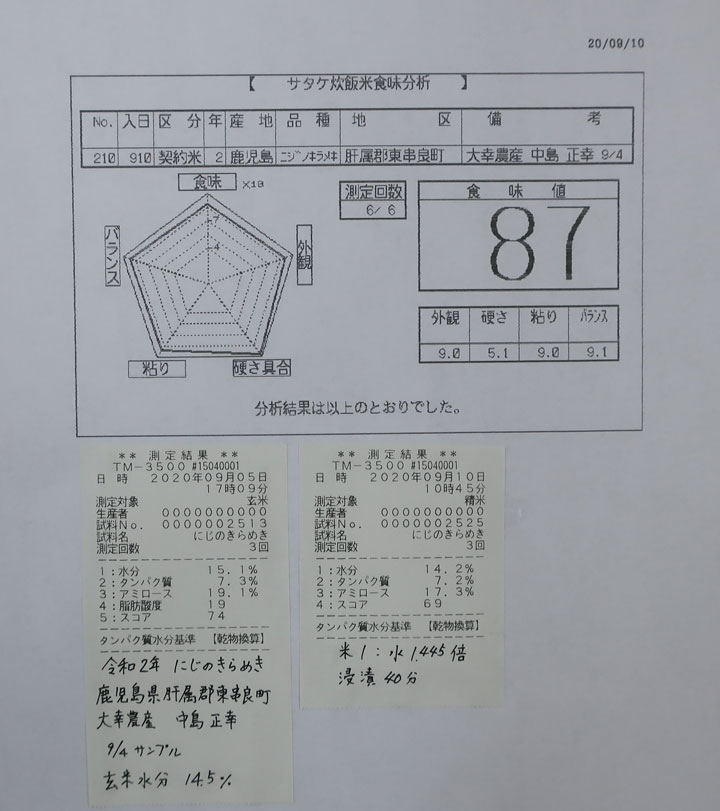 20/09/10
【 サタケ炊飯米食味分析 】
No. 入日 区分 年 産地 品種 地区 備考
210 910 契約米 2 鹿児島 ニジノキラメキ 肝属郡東串良町 大幸農産 中島 正幸 9/4
食味 ×10
7
4
バランス
外観
粘り
硬さ具合
測定回数
6/ 6
食味値
87
外観 硬さ 粘り バランス
9.0 5.1 9.0 9.1
分析結果は以上のとおりでした。
** 測定結果 **
TM-3500 #15040001
日 時 2020年09月05日
17時09分
測定対象 玄米
生産者 0000000000
試料No. 0000002513
試料名 にじのきらめき
測定回数 3回
1:水分 15.1%
2:タンパク質 7.3%
3:アミロース 19.1%
4:脂肪酸度 19
5:スコア 74
タンパク質水分基準 【乾物換算】
令和2年 にじのきらめき
鹿児島県肝属郡東串良町
大幸農産 中島 正幸
9/4 サンプル
玄米水分 14.5%
** 測定結果 **
TM-3500 #15040001
日 時 2020年09月10日
10時45分
測定対象 精米
生産者 0000000000
試料No. 0000002525
試料名 にじのきらめき
測定回数 3回
1:水分 14.2%
2:タンパク質 7.2%
3:アミロース 17.3%
4:スコア 69
タンパク質水分基準 【乾物換算】
米1:水1.445倍
浸漬40分